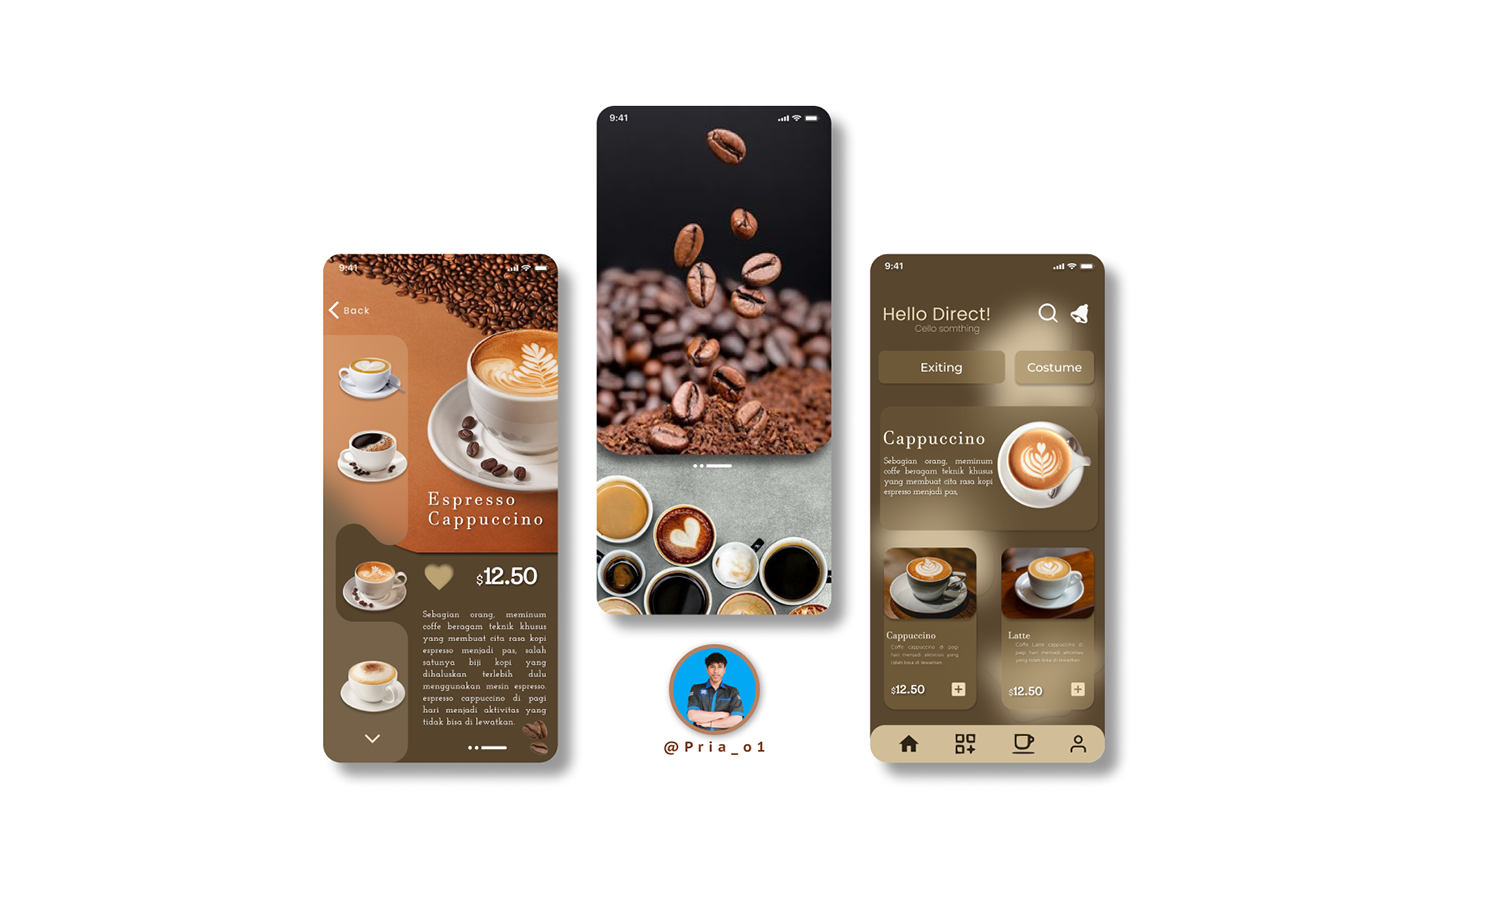 9:41
Back
Espresso
Cappuccino
$12.50
Sebagian orang, meminum
coffe beragam teknik khusus
yang membuat cita rasa kopi
espresso menjadi pas, salah
satunya biji kopi yang
dihaluskan terlebih dulu
menggunakan mesin espresso.
espresso cappuccino di pagi
hari menjadi aktivitas yang
tidak bisa di lewatkan.
9:41
@Pria_o1
9:41
Hello Direct!
Cello somthing
Exiting
Costume
Cappuccino
Sebagian orang, meminum
coffe beragam teknik khusus
yang membuat cita rasa kopi
espresso menjadi pas,
Cappuccino
Coffe cappuccino di pagi
hari menjadi aktivitas yang
tidah bisa di lewatkan.
$12.50
Latte
Coffe Latte cappuccino di
pagi hari menjadi aktivitas
yang tidah bisa di lewatkan.
$12.50